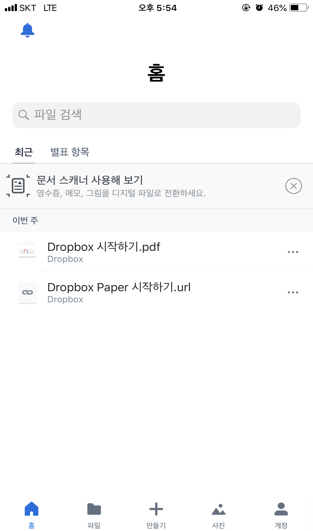 SKT LTE 오후 5:54 46%
홈
파일 검색
최근 별표 항목
문서 스캐너 사용해 보기
영수증, 메모, 그림을 디지털 파일로 전환하세요.
이번 주
Dropbox 시작하기.pdf
Dropbox
Dropbox Paper 시작하기.url
Dropbox
홈 파일 만들기 사진 계정